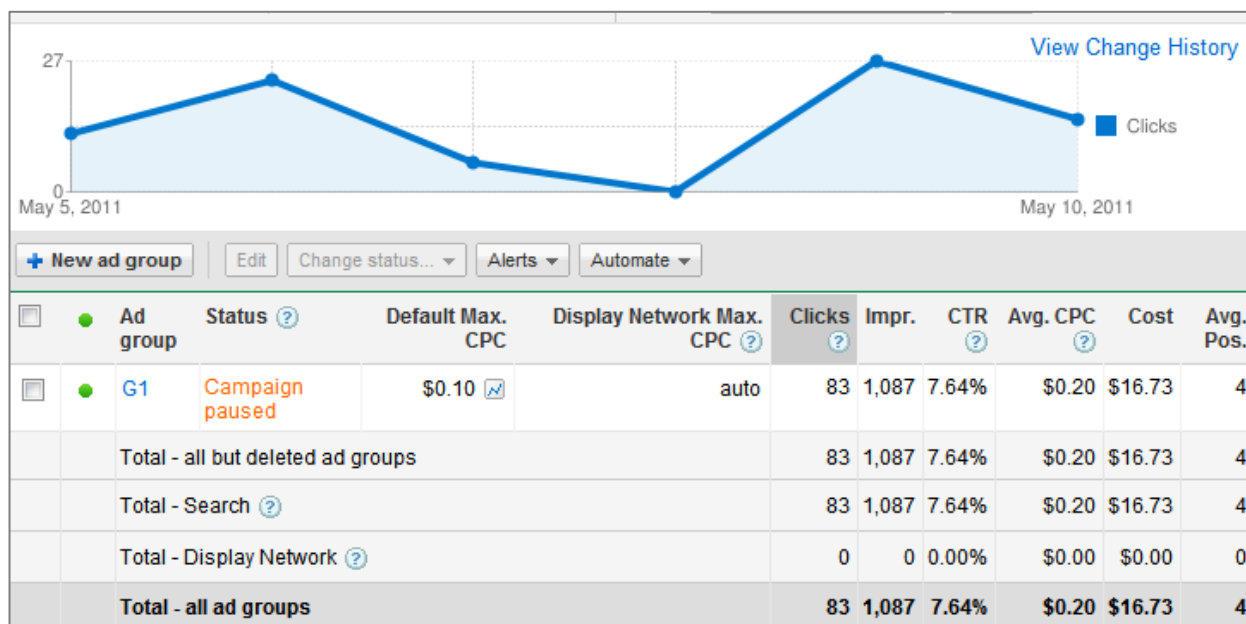 View Change History
27
Clicks
0
May 5, 2011
May 10, 2011
New ad group Edit Change status... Alerts Automate
Ad group Status ? Default Max. CPC Display Network Max. CPC ? Clicks ? Impr. CTR ? Avg. CPC ? Cost Avg. Pos.
G1 Campaign paused $0.10 auto 83 1,087 7.64% $0.20 $16.73 4
Total - all but deleted ad groups 83 1,087 7.64% $0.20 $16.73 4
Total - Search ? 83 1,087 7.64% $0.20 $16.73 4
Total - Display Network ? 0 0 0.00% $0.00 $0.00 0
Total - all ad groups 83 1,087 7.64% $0.20 $16.73 4